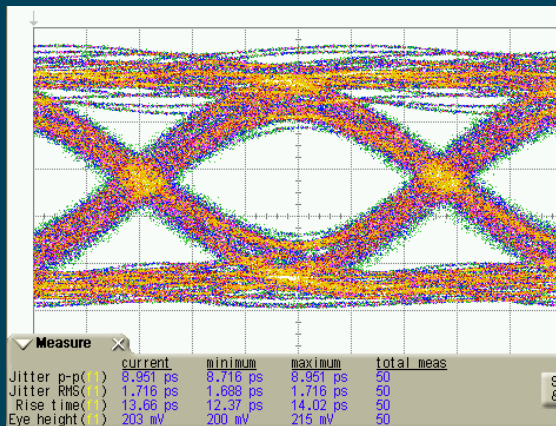 Measure
current minimum maximum total meas
Jitter p-p(f1) 8.951 ps 8.716 ps 8.951 ps 50
Jitter RMS(f1) 1.716 ps 1.688 ps 1.716 ps 50
Rise time(f1) 13.66 ps 12.37 ps 14.02 ps 50
Eye height(f1) 203 mV 200 mV 215 mV 50